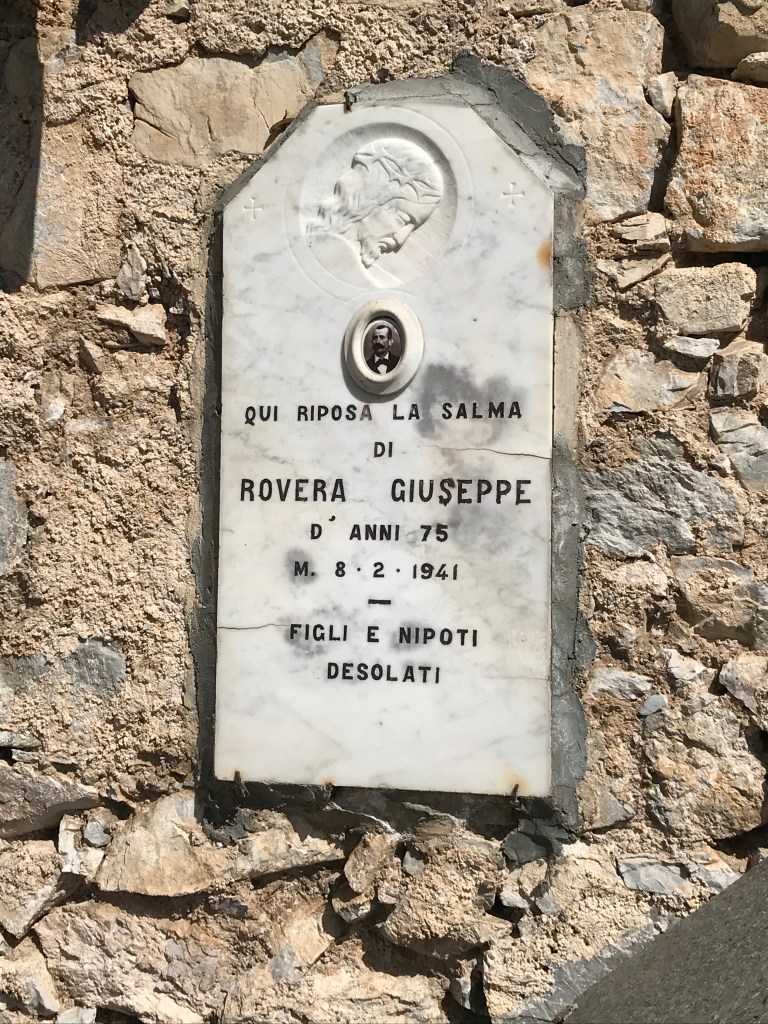 QUI RIPOSA LA SALMA
DI
ROVERA GIUSEPPE
D' ANNI 75
M. 8·2·1941
—
FIGLI E NIPOTI
DESOLATI